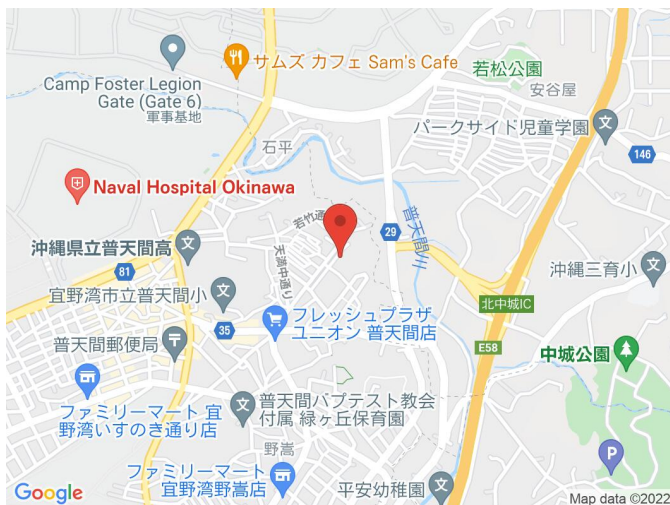 サムズ カフェ Sam's Cafe
Camp Foster Legion
Gate (Gate 6)
軍事基地
若松公園
安谷屋
パークサイド児童学園
石平
146
Naval Hospital Okinawa
若竹通り
普天間川
29
沖縄県立普天間高
81
天満中通り
沖縄三育小
宜野湾市立普天間小
北中城IC
35
フレッシュプラザ
ユニオン 普天間店
普天間郵便局
E58
中城公園
ファミリーマート 宜
野湾いすのき通り店
普天間バプテスト教会
付属 緑ヶ丘保育園
野嵩
ファミリーマート
宜野湾野嵩店
平安幼稚園
P
Google
Map data ©2022